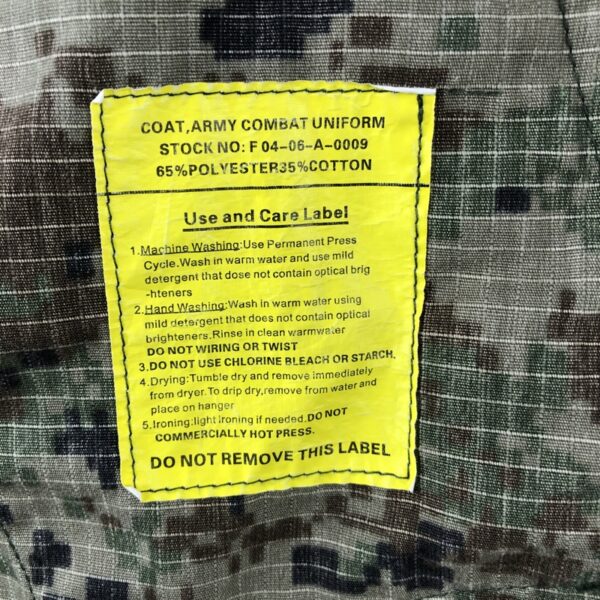 COAT,ARMY COMBAT UNIFORM
STOCK NO: F 04-06-A-0009
65%POLYESTER35%COTTON
Use and Care Label
1.Machine Washing:Use Permanent Press
Cycle.Wash in warm water and use mild
detergent that dose not contain optical brig
-hteners
2.Hand Washing:Wash in warm water using
mild detergent that does not contain optical
brighteners.Rinse in clean warmwater
DO NOT WIRING OR TWIST
3.DO NOT USE CHLORINE BLEACH OR STARCH.
4.Drying:Tumble dry and remove immediately
from dryer.To drip dry,remove from water and
place on hanger
5.Ironing:light ironing if needed.DO NOT
COMMERCIALLY HOT PRESS.
DO NOT REMOVE THIS LABEL